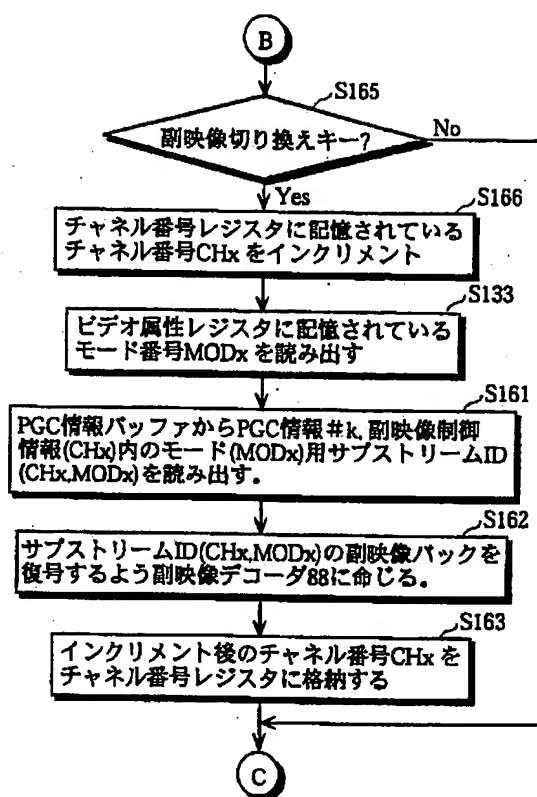 B
S165
副映像切り換えキー?
No
Yes
S166
チャネル番号レジスタに記憶されている
チャネル番号CHxをインクリメント
S133
ビデオ属性レジスタに記憶されている
モード番号MODxを読み出す
S161
PGC情報バッファからPGC情報#k,副映像制御
情報(CHx)内のモード(MODx)用サブストリームID
(CHx,MODx)を読み出す。
S162
サブストリームID(CHx,MODx)の副映像パックを
復号するよう副映像デコーダ88に命じる。
S163
インクリメント後のチャネル番号CHxを
チャネル番号レジスタに格納する
C